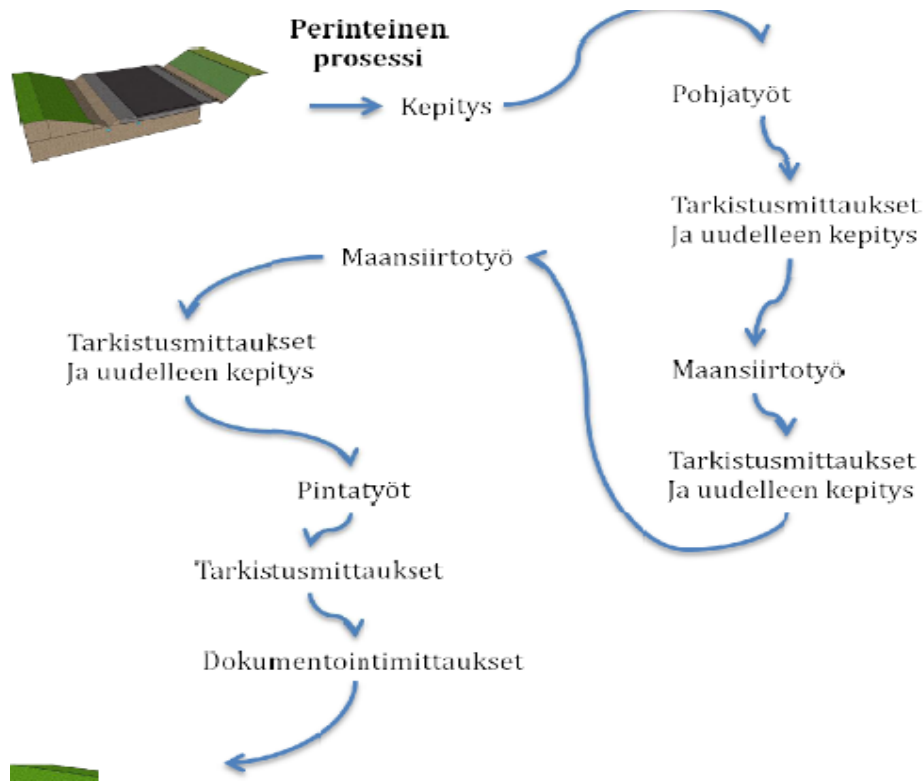 Perinteinen
prosessi
Kepitys
Pohjatyöt
Tarkistusmittaukset
Ja uudelleen kepitys
Maansiirtotyö
Tarkistusmittaukset
Ja uudelleen kepitys
Maansiirtotyö
Tarkistusmittaukset
Ja uudelleen kepitys
Pintatyöt
Tarkistusmittaukset
Dokumentointimittaukset